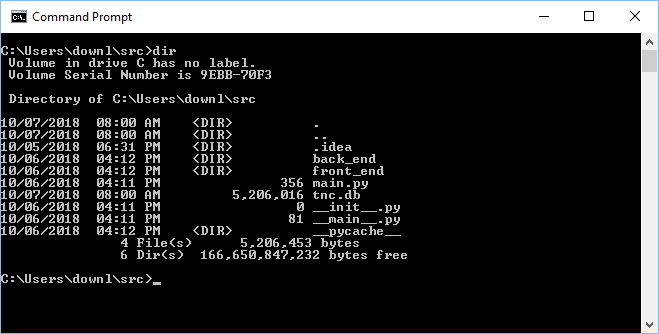 Command Prompt
C:\Users\downl\src>dir
 Volume in drive C has no label.
 Volume Serial Number is 9EBB-70F3

 Directory of C:\Users\downl\src

10/07/2018  08:00 AM    <DIR>          .
10/07/2018  08:00 AM    <DIR>          ..
10/05/2018  06:31 PM    <DIR>          .idea
10/06/2018  04:12 PM    <DIR>          back_end
10/06/2018  04:12 PM    <DIR>          front_end
10/06/2018  04:11 PM               356 main.py
10/07/2018  08:00 AM         5,206,016 tnc.db
10/06/2018  04:11 PM                 0 __init__.py
10/06/2018  04:11 PM                81 __main__.py
10/06/2018  04:12 PM    <DIR>          __pycache__
               4 File(s)      5,206,453 bytes
               6 Dir(s)  166,650,847,232 bytes free

C:\Users\downl\src>_